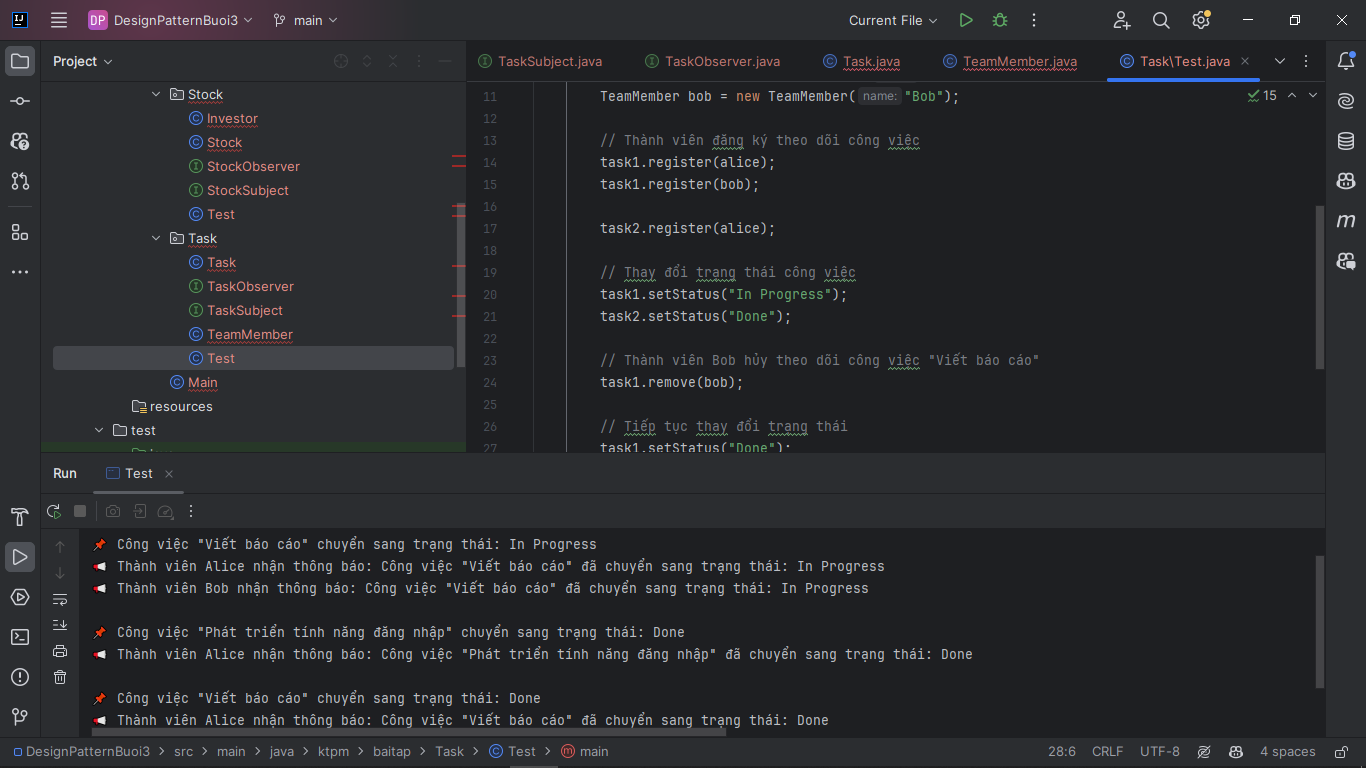 DP DesignPatternBuoi3 main Current File
Project
Stock
Investor
Stock
StockObserver
StockSubject
Test
Task
Task
TaskObserver
TaskSubject
TeamMember
Test
Main
resources
test
TaskSubject.java TaskObserver.java Task.java TeamMember.java Task\Test.java
15
11 TeamMember bob = new TeamMember( name: "Bob");
12
13 // Thành viên đăng ký theo dõi công việc
14 task1.register(alice);
15 task1.register(bob);
16
17 task2.register(alice);
18
19 // Thay đổi trạng thái công việc
20 task1.setStatus("In Progress");
21 task2.setStatus("Done");
22
23 // Thành viên Bob hủy theo dõi công việc "Viết báo cáo"
24 task1.remove(bob);
25
26 // Tiếp tục thay đổi trạng thái
27 task1.setStatus("Done");
Run Test
Công việc "Viết báo cáo" chuyển sang trạng thái: In Progress
Thành viên Alice nhận thông báo: Công việc "Viết báo cáo" đã chuyển sang trạng thái: In Progress
Thành viên Bob nhận thông báo: Công việc "Viết báo cáo" đã chuyển sang trạng thái: In Progress
Công việc "Phát triển tính năng đăng nhập" chuyển sang trạng thái: Done
Thành viên Alice nhận thông báo: Công việc "Phát triển tính năng đăng nhập" đã chuyển sang trạng thái: Done
Công việc "Viết báo cáo" chuyển sang trạng thái: Done
Thành viên Alice nhận thông báo: Công việc "Viết báo cáo" đã chuyển sang trạng thái: Done
DesignPatternBuoi3 > src > main > java > ktpm > baitap > Task > Test > main 28:6 CRLF UTF-8 4 spaces